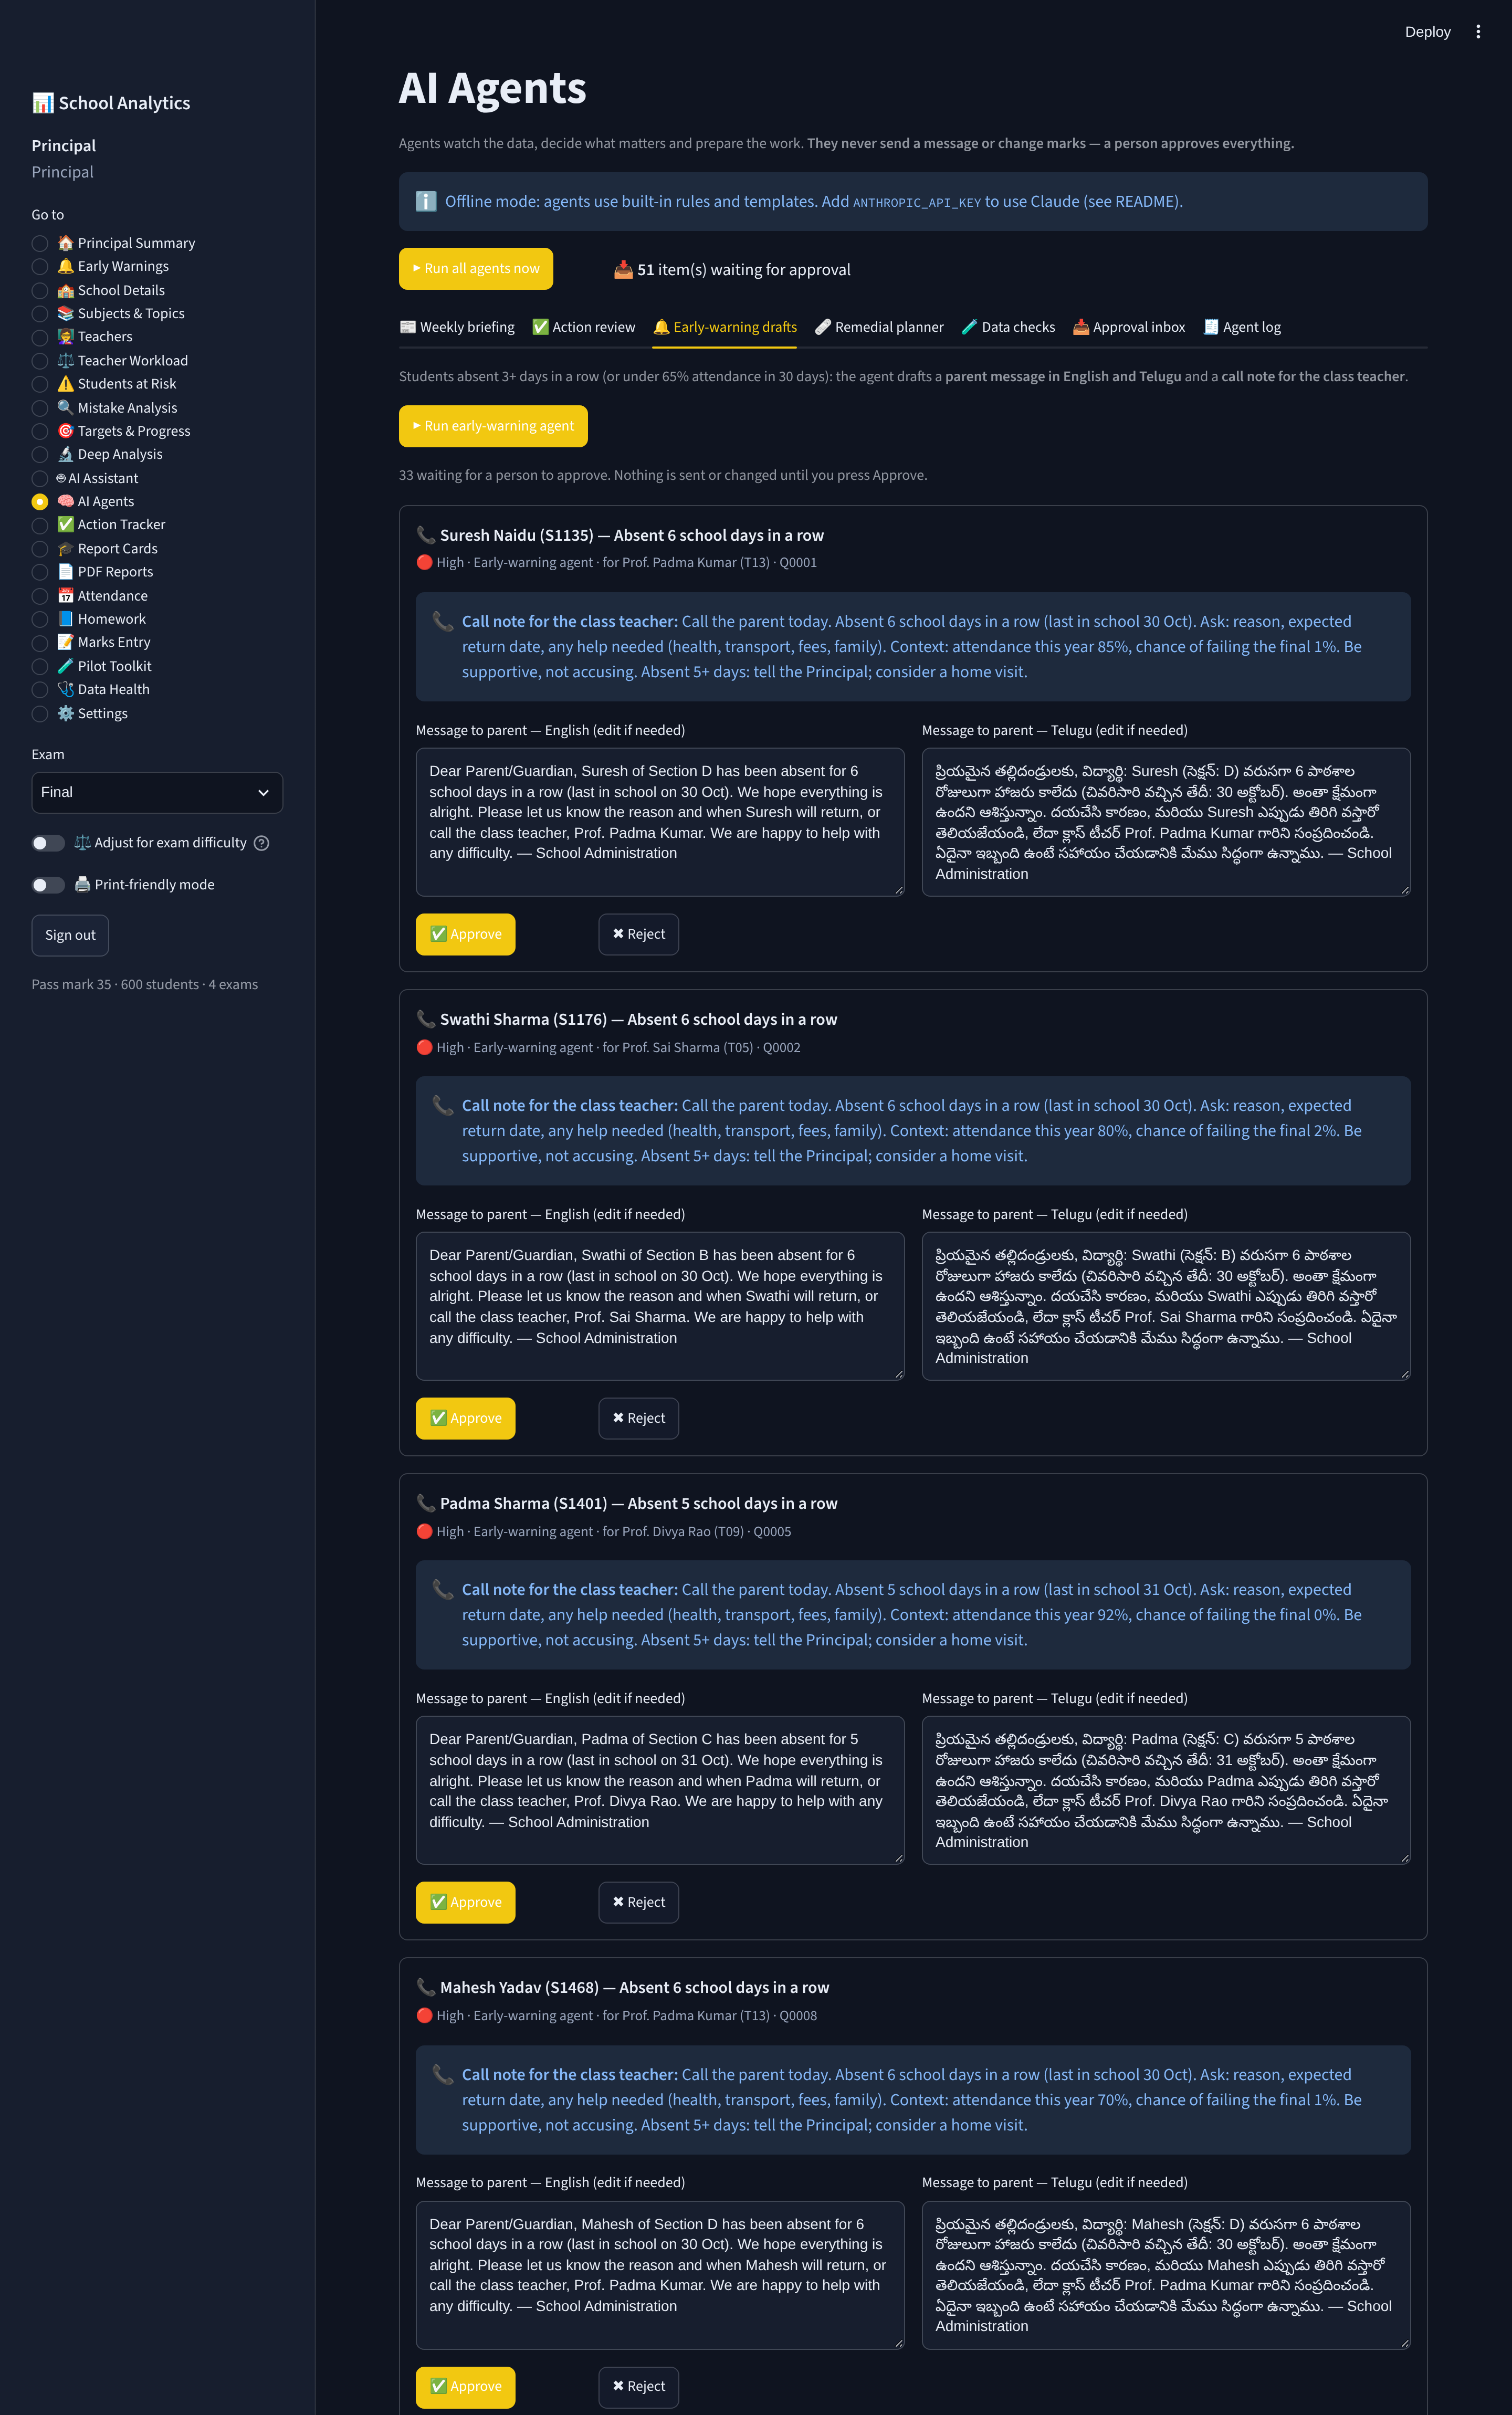 Deploy
📊 School Analytics
Principal
Principal
Go to
🏠 Principal Summary
🔔 Early Warnings
🏫 School Details
📚 Subjects & Topics
👩‍🏫 Teachers
⚖️ Teacher Workload
⚠️ Students at Risk
🔍 Mistake Analysis
🎯 Targets & Progress
🔬 Deep Analysis
AI Assistant
🧠 AI Agents
✅ Action Tracker
🎓 Report Cards
📄 PDF Reports
📅 Attendance
📘 Homework
📝 Marks Entry
🧪 Pilot Toolkit
🩺 Data Health
⚙️ Settings
Exam
Final
⚖️ Adjust for exam difficulty
🖨️ Print-friendly mode
Sign out
Pass mark 35 · 600 students · 4 exams
AI Agents
Agents watch the data, decide what matters and prepare the work. They never send a message or change marks — a person approves everything.
ℹ️ Offline mode: agents use built-in rules and templates. Add ANTHROPIC_API_KEY to use Claude (see README).
▶ Run all agents now
📥 51 item(s) waiting for approval
📰 Weekly briefing ✅ Action review 🔔 Early-warning drafts 🩹 Remedial planner 🧪 Data checks 📥 Approval inbox 🧾 Agent log
Students absent 3+ days in a row (or under 65% attendance in 30 days): the agent drafts a parent message in English and Telugu and a call note for the class teacher.
▶ Run early-warning agent
33 waiting for a person to approve. Nothing is sent or changed until you press Approve.
📞 Suresh Naidu (S1135) — Absent 6 school days in a row
🔴 High · Early-warning agent · for Prof. Padma Kumar (T13) · Q0001
📞 Call note for the class teacher: Call the parent today. Absent 6 school days in a row (last in school 30 Oct). Ask: reason, expected
return date, any help needed (health, transport, fees, family). Context: attendance this year 85%, chance of failing the final 1%. Be
supportive, not accusing. Absent 5+ days: tell the Principal; consider a home visit.
Message to parent — English (edit if needed)
Dear Parent/Guardian, Suresh of Section D has been absent for 6
school days in a row (last in school on 30 Oct). We hope everything is
alright. Please let us know the reason and when Suresh will return, or
call the class teacher, Prof. Padma Kumar. We are happy to help with
any difficulty. — School Administration
Message to parent — Telugu (edit if needed)
ప్రియమైన తల్లిదండ్రులకు, విద్యార్థి: Suresh (సెక్షన్: D) వరుసగా 6 పాఠశాల
రోజులుగా హాజరు కాలేదు (చివరిసారి వచ్చిన తేదీ: 30 అక్టోబర్). అంతా క్షేమంగా
ఉందని ఆశిస్తున్నాం. దయచేసి కారణం, మరియు Suresh ఎప్పుడు తిరిగి వస్తారో
తెలియజేయండి, లేదా క్లాస్ టీచర్ Prof. Padma Kumar గారిని సంప్రదించండి.
ఏదైనా ఇబ్బంది ఉంటే సహాయం చేయడానికి మేము సిద్ధంగా ఉన్నాము. — School
Administration
✅ Approve
✖ Reject
📞 Swathi Sharma (S1176) — Absent 6 school days in a row
🔴 High · Early-warning agent · for Prof. Sai Sharma (T05) · Q0002
📞 Call note for the class teacher: Call the parent today. Absent 6 school days in a row (last in school 30 Oct). Ask: reason, expected
return date, any help needed (health, transport, fees, family). Context: attendance this year 80%, chance of failing the final 2%. Be
supportive, not accusing. Absent 5+ days: tell the Principal; consider a home visit.
Message to parent — English (edit if needed)
Dear Parent/Guardian, Swathi of Section B has been absent for 6
school days in a row (last in school on 30 Oct). We hope everything is
alright. Please let us know the reason and when Swathi will return, or
call the class teacher, Prof. Sai Sharma. We are happy to help with
any difficulty. — School Administration
Message to parent — Telugu (edit if needed)
ప్రియమైన తల్లిదండ్రులకు, విద్యార్థి: Swathi (సెక్షన్: B) వరుసగా 6 పాఠశాల
రోజులుగా హాజరు కాలేదు (చివరిసారి వచ్చిన తేదీ: 30 అక్టోబర్). అంతా క్షేమంగా
ఉందని ఆశిస్తున్నాం. దయచేసి కారణం, మరియు Swathi ఎప్పుడు తిరిగి వస్తారో
తెలియజేయండి, లేదా క్లాస్ టీచర్ Prof. Sai Sharma గారిని సంప్రదించండి. ఏదైనా
ఇబ్బంది ఉంటే సహాయం చేయడానికి మేము సిద్ధంగా ఉన్నాము. — School
Administration
✅ Approve
✖ Reject
📞 Padma Sharma (S1401) — Absent 5 school days in a row
🔴 High · Early-warning agent · for Prof. Divya Rao (T09) · Q0005
📞 Call note for the class teacher: Call the parent today. Absent 5 school days in a row (last in school 31 Oct). Ask: reason, expected
return date, any help needed (health, transport, fees, family). Context: attendance this year 92%, chance of failing the final 0%. Be
supportive, not accusing. Absent 5+ days: tell the Principal; consider a home visit.
Message to parent — English (edit if needed)
Dear Parent/Guardian, Padma of Section C has been absent for 5
school days in a row (last in school on 31 Oct). We hope everything is
alright. Please let us know the reason and when Padma will return, or
call the class teacher, Prof. Divya Rao. We are happy to help with any
difficulty. — School Administration
Message to parent — Telugu (edit if needed)
ప్రియమైన తల్లిదండ్రులకు, విద్యార్థి: Padma (సెక్షన్: C) వరుసగా 5 పాఠశాల
రోజులుగా హాజరు కాలేదు (చివరిసారి వచ్చిన తేదీ: 31 అక్టోబర్). అంతా క్షేమంగా
ఉందని ఆశిస్తున్నాం. దయచేసి కారణం, మరియు Padma ఎప్పుడు తిరిగి వస్తారో
తెలియజేయండి, లేదా క్లాస్ టీచర్ Prof. Divya Rao గారిని సంప్రదించండి. ఏదైనా
ఇబ్బంది ఉంటే సహాయం చేయడానికి మేము సిద్ధంగా ఉన్నాము. — School
Administration
✅ Approve
✖ Reject
📞 Mahesh Yadav (S1468) — Absent 6 school days in a row
🔴 High · Early-warning agent · for Prof. Padma Kumar (T13) · Q0008
📞 Call note for the class teacher: Call the parent today. Absent 6 school days in a row (last in school 30 Oct). Ask: reason, expected
return date, any help needed (health, transport, fees, family). Context: attendance this year 70%, chance of failing the final 1%. Be
supportive, not accusing. Absent 5+ days: tell the Principal; consider a home visit.
Message to parent — English (edit if needed)
Dear Parent/Guardian, Mahesh of Section D has been absent for 6
school days in a row (last in school on 30 Oct). We hope everything is
alright. Please let us know the reason and when Mahesh will return, or
call the class teacher, Prof. Padma Kumar. We are happy to help with
any difficulty. — School Administration
Message to parent — Telugu (edit if needed)
ప్రియమైన తల్లిదండ్రులకు, విద్యార్థి: Mahesh (సెక్షన్: D) వరుసగా 6 పాఠశాల
రోజులుగా హాజరు కాలేదు (చివరిసారి వచ్చిన తేదీ: 30 అక్టోబర్). అంతా క్షేమంగా
ఉందని ఆశిస్తున్నాం. దయచేసి కారణం, మరియు Mahesh ఎప్పుడు తిరిగి వస్తారో
తెలియజేయండి, లేదా క్లాస్ టీచర్ Prof. Padma Kumar గారిని సంప్రదించండి.
ఏదైనా ఇబ్బంది ఉంటే సహాయం చేయడానికి మేము సిద్ధంగా ఉన్నాము. — School
Administration
✅ Approve
✖ Reject